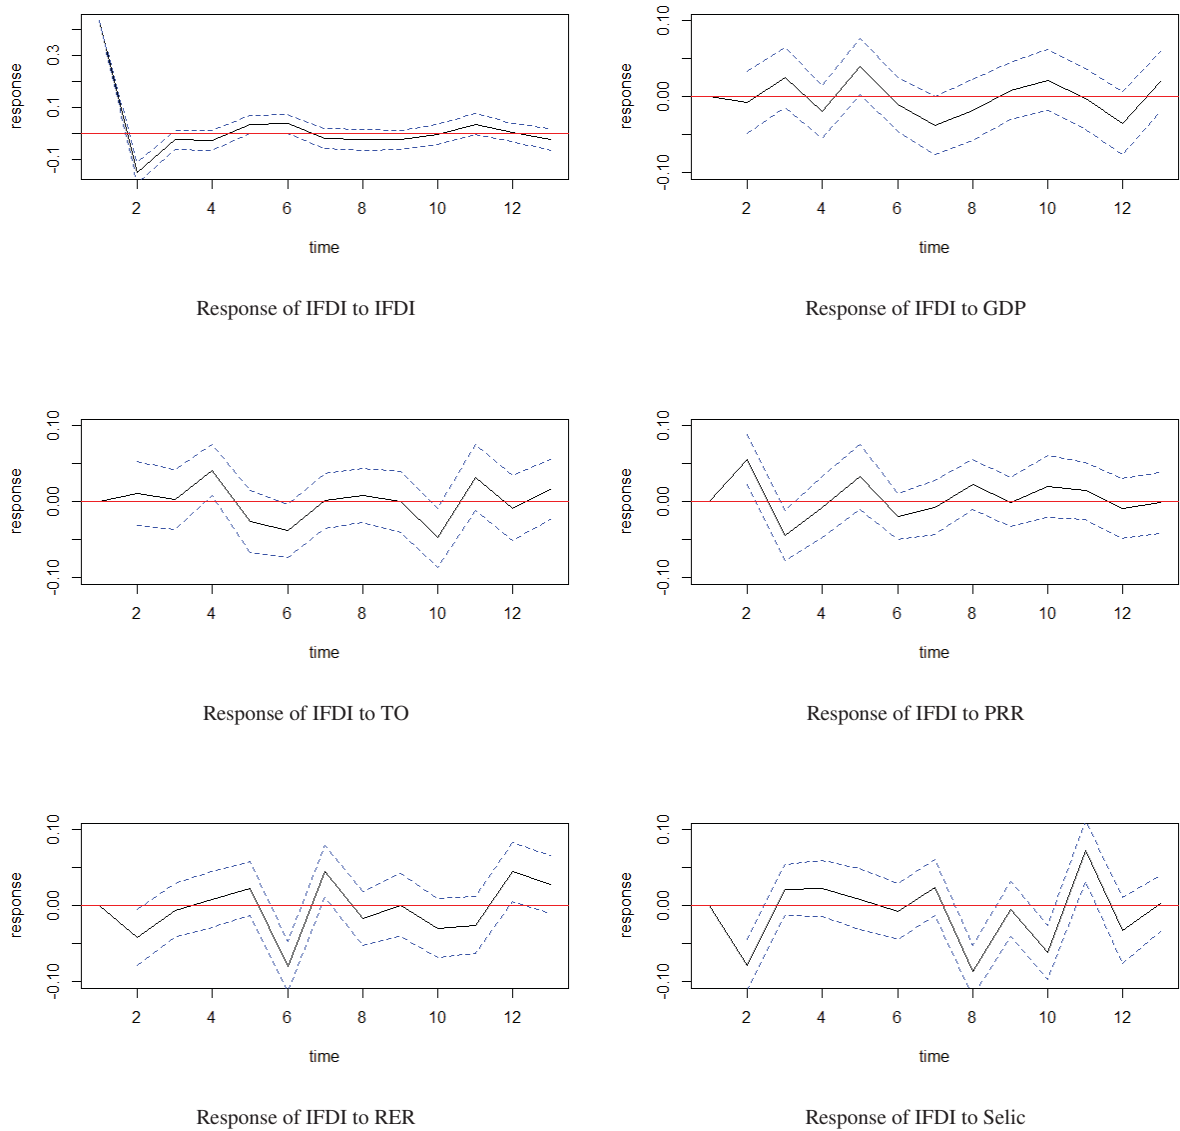 response
0.3
0.1
-0.1
2 4 6 8 10 12
time
Response of IFDI to IFDI
response
0.10
0.00
-0.10
2 4 6 8 10 12
time
Response of IFDI to GDP
response
0.10
0.00
-0.10
2 4 6 8 10 12
time
Response of IFDI to TO
response
0.10
0.00
-0.10
2 4 6 8 10 12
time
Response of IFDI to PRR
response
0.10
0.00
-0.10
2 4 6 8 10 12
time
Response of IFDI to RER
response
0.10
0.00
-0.10
2 4 6 8 10 12
time
Response of IFDI to Selic